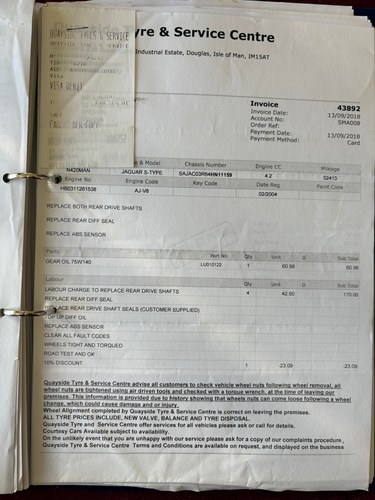 QUAYSIDE TYRES & SERVICE
VISA DEBIT
yre & Service Centre
Industrial Estate, Douglas, Isle of Man, IM1 5AT
Invoice 43892
Invoice Date: 13/09/2018
Account No: SMA009
Order Ref:
Payment Date: 13/09/2018
Payment Method: Card
& Model Chassis Number Engine CC Mileage
N420MAN JAGUAR S-TYPE 4.2 52413
Engine No Engine Code Key Code Date Reg Paint Code
AJ-V8 02/2004
REPLACE BOTH REAR DRIVE SHAFTS
REPLACE REAR DIFF SEAL
REPLACE ABS SENSOR
Parts Part No. Qty Unit D Sub Total
GEAR OIL 75W140 LU010122 1 60.98 60.98
Labour Qty Unit D Sub Total
LABOUR CHARGE TO REPLACE REAR DRIVE SHAFTS 4 42.50 170.00
REPLACE REAR DIFF SEAL
REAR DRIVE SHAFT SEALS (CUSTOMER SUPPLIED)
UP DIFF OIL
REPLACE ABS SENSOR
CLEAR ALL FAULT CODES
WHEELS TIGHT AND TORQUED
ROAD TEST AND OK
10% DISCOUNT 1 -23.09 -23.09
Quayside Tyre & Service Centre advise all customers to check vehicle wheel nuts following wheel removal, all
wheel nuts are tightened using air driven tools and checked with a torque wrench, at the time of leaving our
premises. This information is provided due to history showing that wheels nuts can come loose following a wheel
change, which could cause damage and or injury.
Wheel Alignment completed by Quayside Tyre & Service Centre is correct on leaving the premises.
ALL TYRE PRICES INCLUDE, NEW VALVE, BALANCE AND TYRE DISPOSAL.
Quayside Tyre and Service Centre offer services for all vehicles please ask or call for details.
Courtesy Cars Available subject to availability.
On the unlikely event that you are unhappy with our service please ask for a copy of our complaints procedure,
Quayside Tyre & Service Centre Terms and Conditions are available on request, and displayed on the business